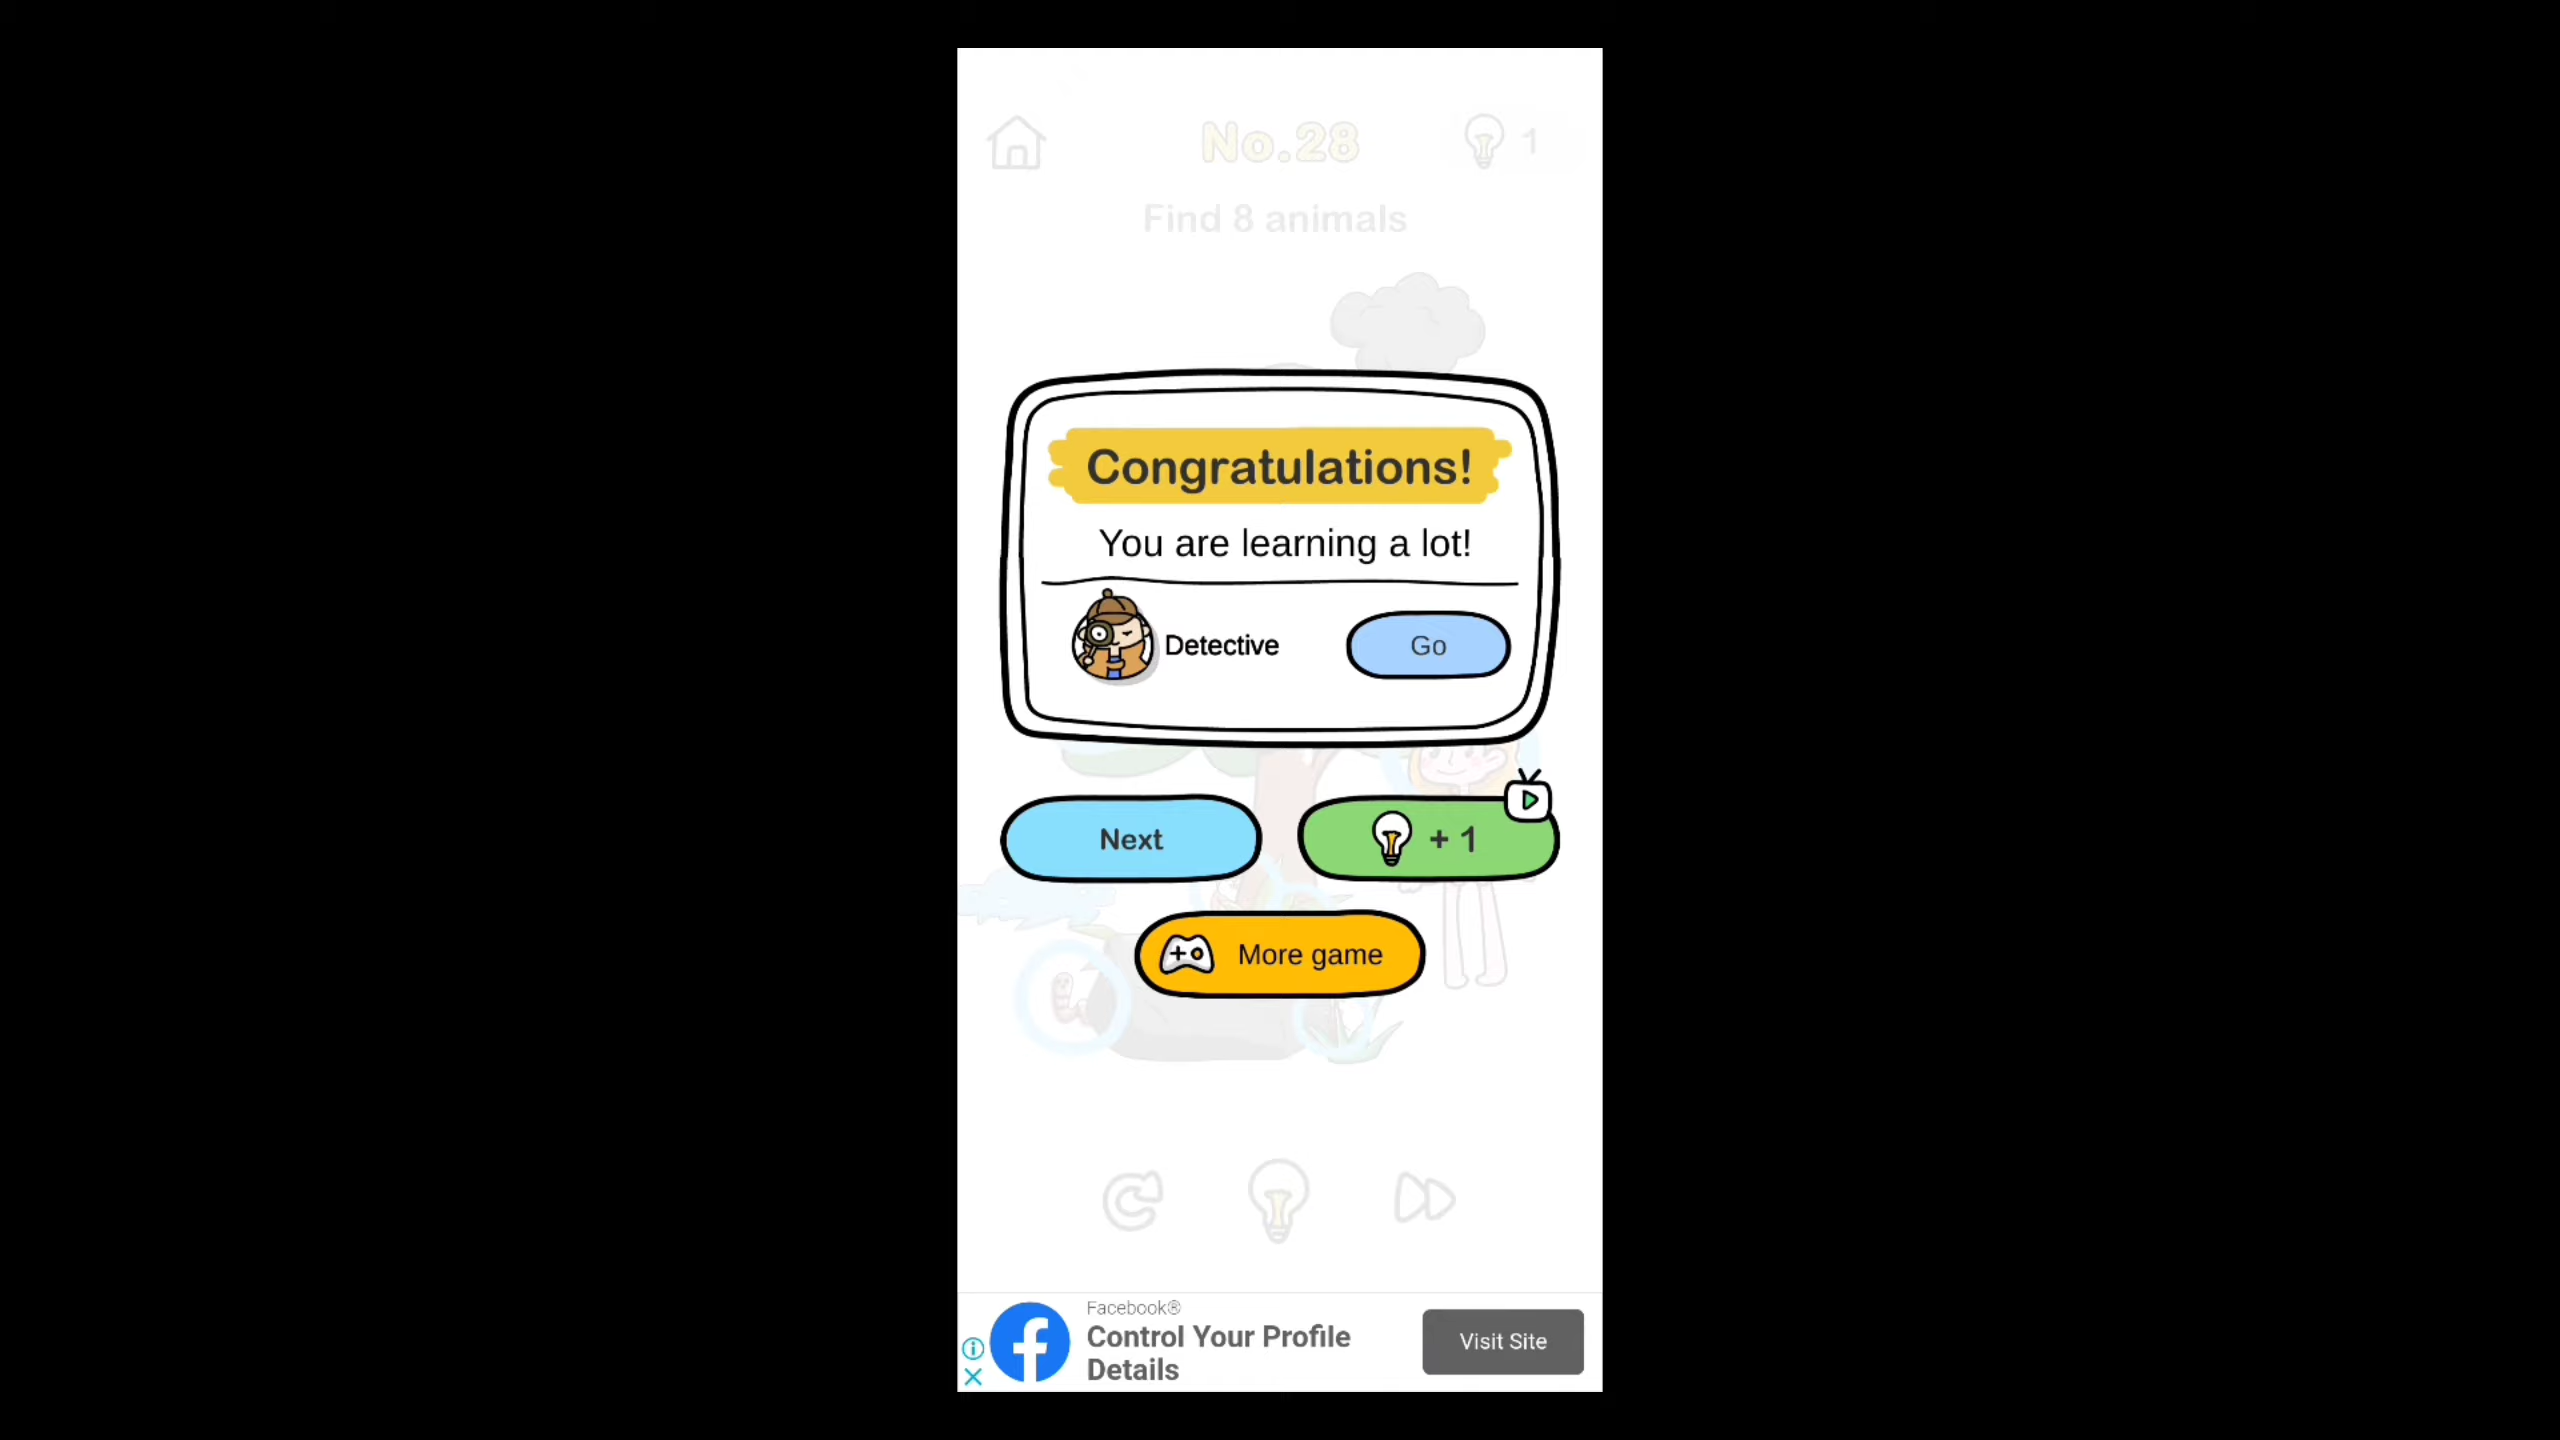 No.28
1
Find 8 animals
Congratulations!
You are learning a lot!
Detective
Go
Next
+ 1
More game
Facebook®
Control Your Profile
Details
Visit Site